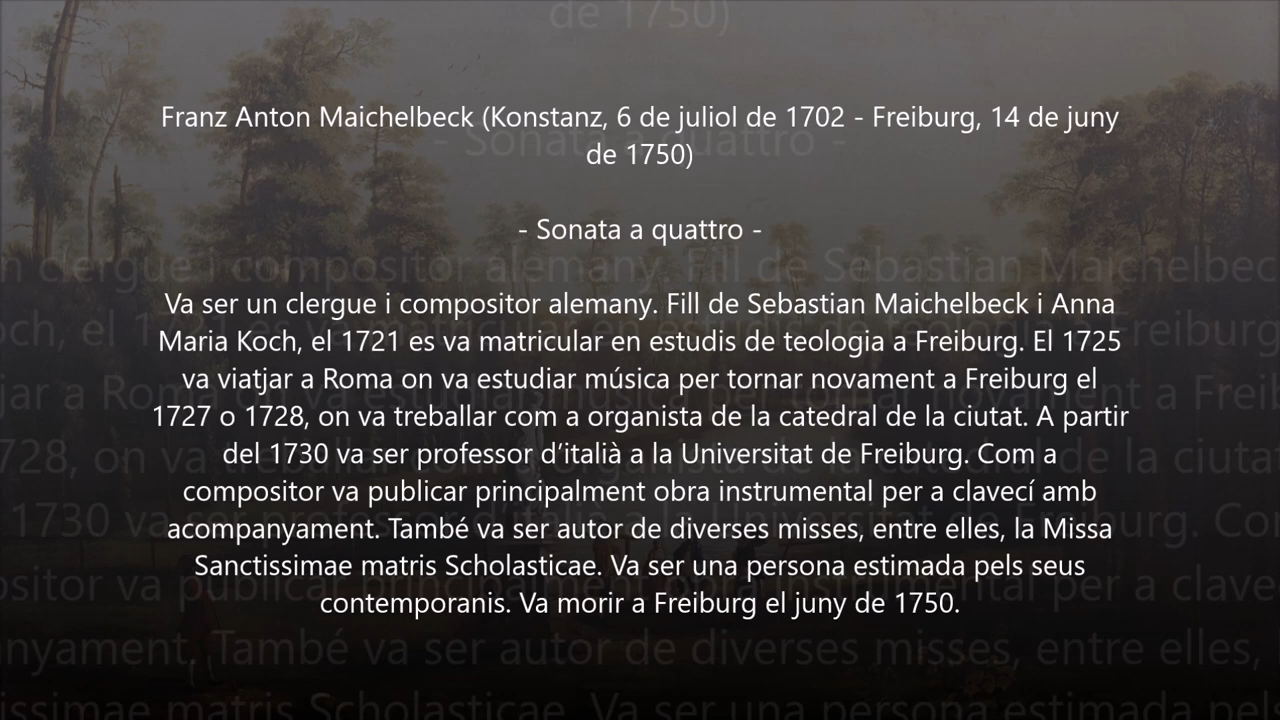 Franz Anton Maichelbeck (Konstanz, 6 de juliol de 1702 - Freiburg, 14 de juny
de 1750)
- Sonata a quattro -
Va ser un clergue i compositor alemany. Fill de Sebastian Maichelbeck i Anna
Maria Koch, el 1721 es va matricular en estudis de teologia a Freiburg. El 1725
va viatjar a Roma on va estudiar música per tornar novament a Freiburg el
1727 o 1728, on va treballar com a organista de la catedral de la ciutat. A partir
del 1730 va ser professor d’italià a la Universitat de Freiburg. Com a
compositor va publicar principalment obra instrumental per a clavecí amb
acompanyament. També va ser autor de diverses misses, entre elles, la Missa
Sanctissimae matris Scholasticae. Va ser una persona estimada pels seus
contemporanis. Va morir a Freiburg el juny de 1750.